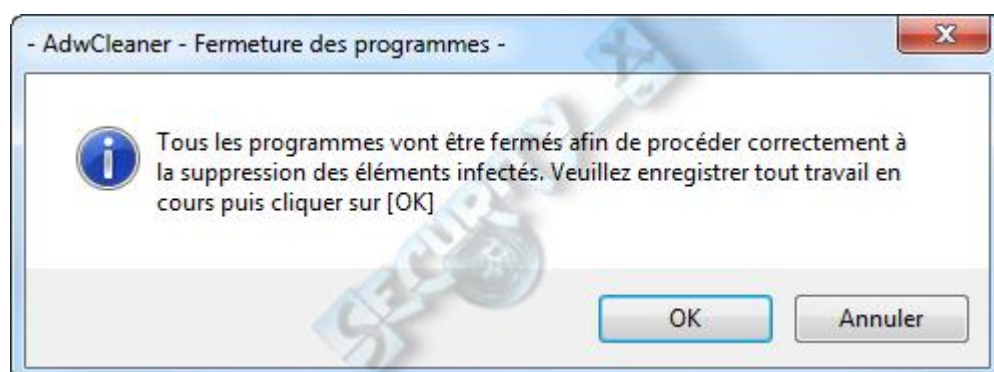 - AdwCleaner - Fermeture des programmes -
Tous les programmes vont être fermés afin de procéder correctement à
la suppression des éléments infectés. Veuillez enregistrer tout travail en
cours puis cliquer sur [OK]
SECURITY X
OK
Annuler